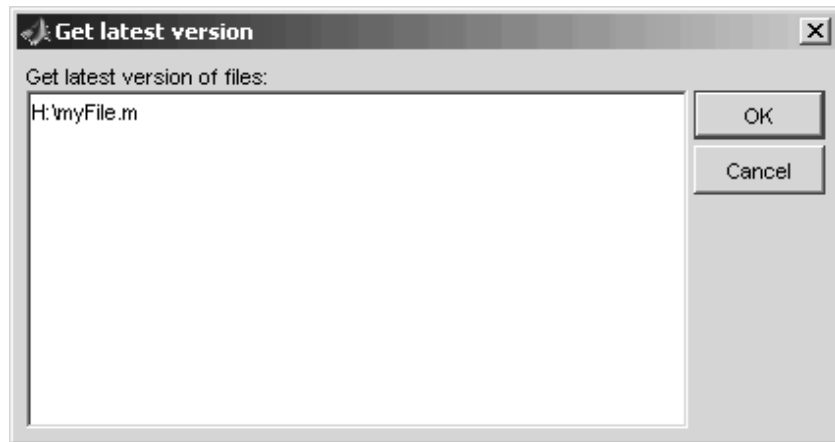 Get latest version
Get latest version of files:
H:\myFile.m
OK
Cancel